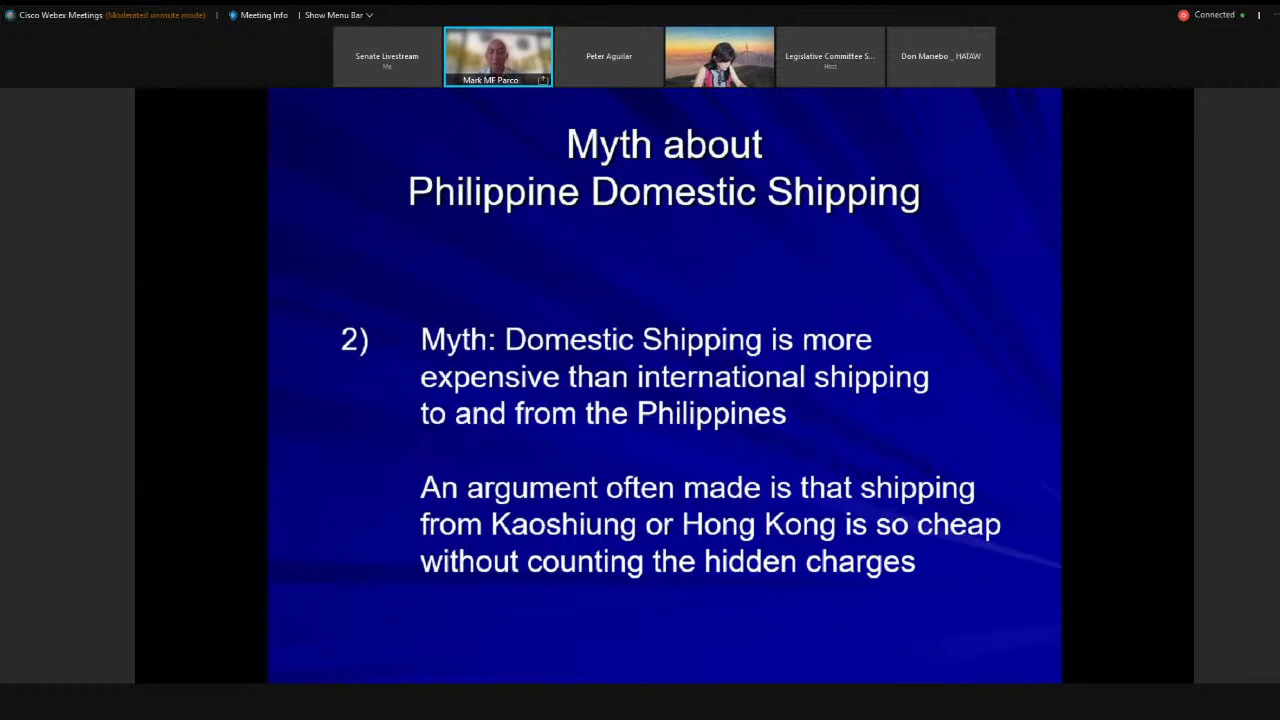 Cisco Webex Meetings (Moderated unmute mode) | Meeting Info | Show Menu Bar
Connected
Senate Livestream
Me
Mark MF Parco
Peter Aguilar
Legislative Committee S...
Host
Don Manebo _ HATAW
Myth about
Philippine Domestic Shipping
2) Myth: Domestic Shipping is more
expensive than international shipping
to and from the Philippines
An argument often made is that shipping
from Kaoshiung or Hong Kong is so cheap
without counting the hidden charges